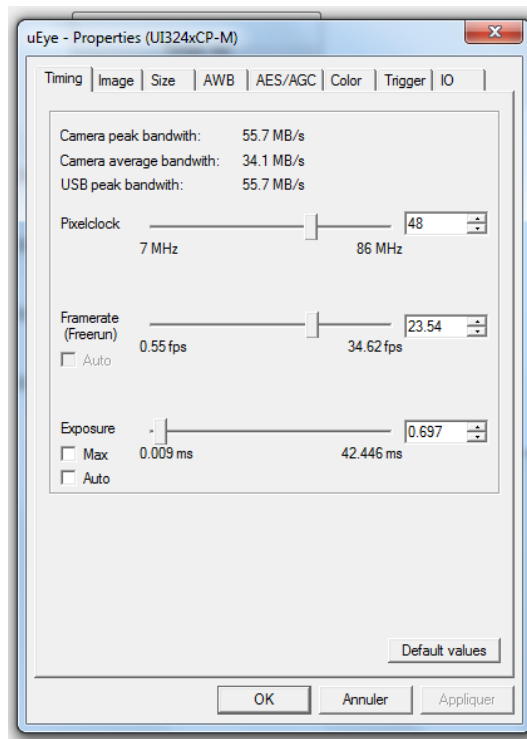 uEye - Properties (UI324xCP-M)
Timing Image Size AWB AES/AGC Color Trigger IO
Camera peak bandwith: 55.7 MB/s
Camera average bandwith: 34.1 MB/s
USB peak bandwith: 55.7 MB/s
Pixelclock 48
7 MHz 86 MHz
Framerate
(Freerun) 23.54
Auto 0.55 fps 34.62 fps
Exposure 0.697
Max 0.009 ms 42.446 ms
Auto
Default values
OK Annuler Appliquer